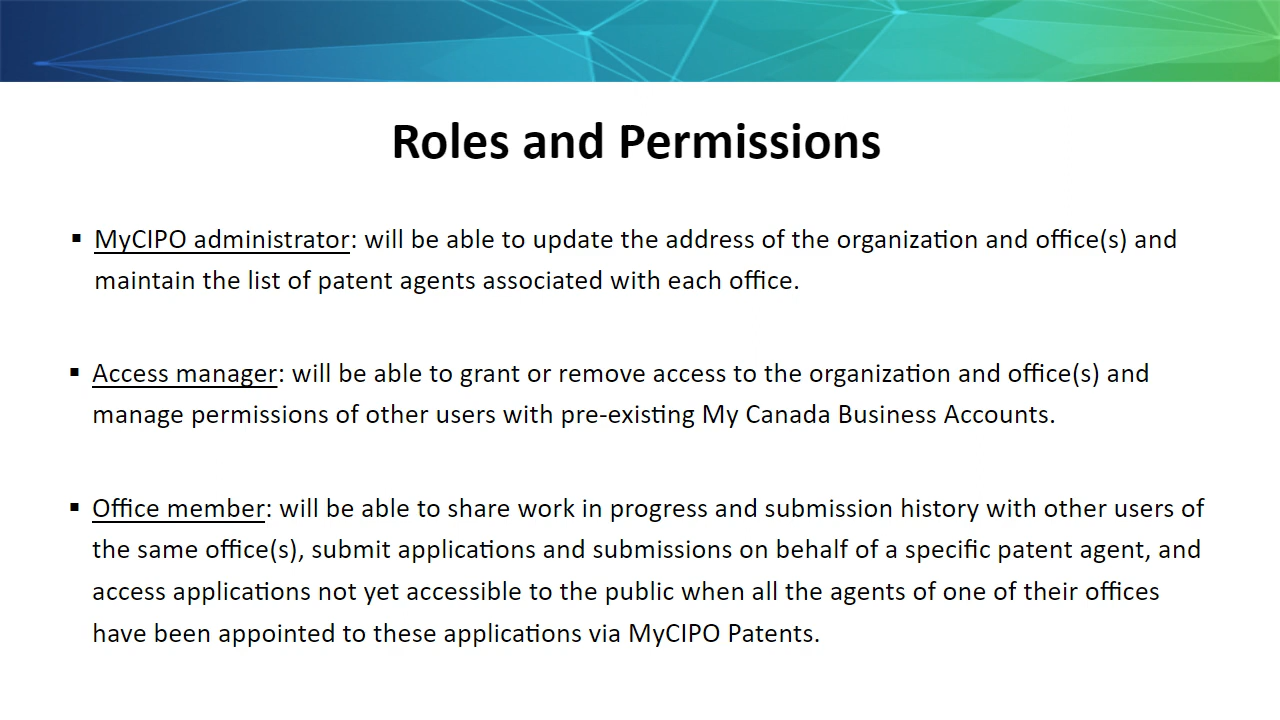 Roles and Permissions
▪ MyCIPO administrator: will be able to update the address of the organization and office(s) and
maintain the list of patent agents associated with each office.
▪ Access manager: will be able to grant or remove access to the organization and office(s) and
manage permissions of other users with pre-existing My Canada Business Accounts.
▪ Office member: will be able to share work in progress and submission history with other users of
the same office(s), submit applications and submissions on behalf of a specific patent agent, and
access applications not yet accessible to the public when all the agents of one of their offices
have been appointed to these applications via MyCIPO Patents.